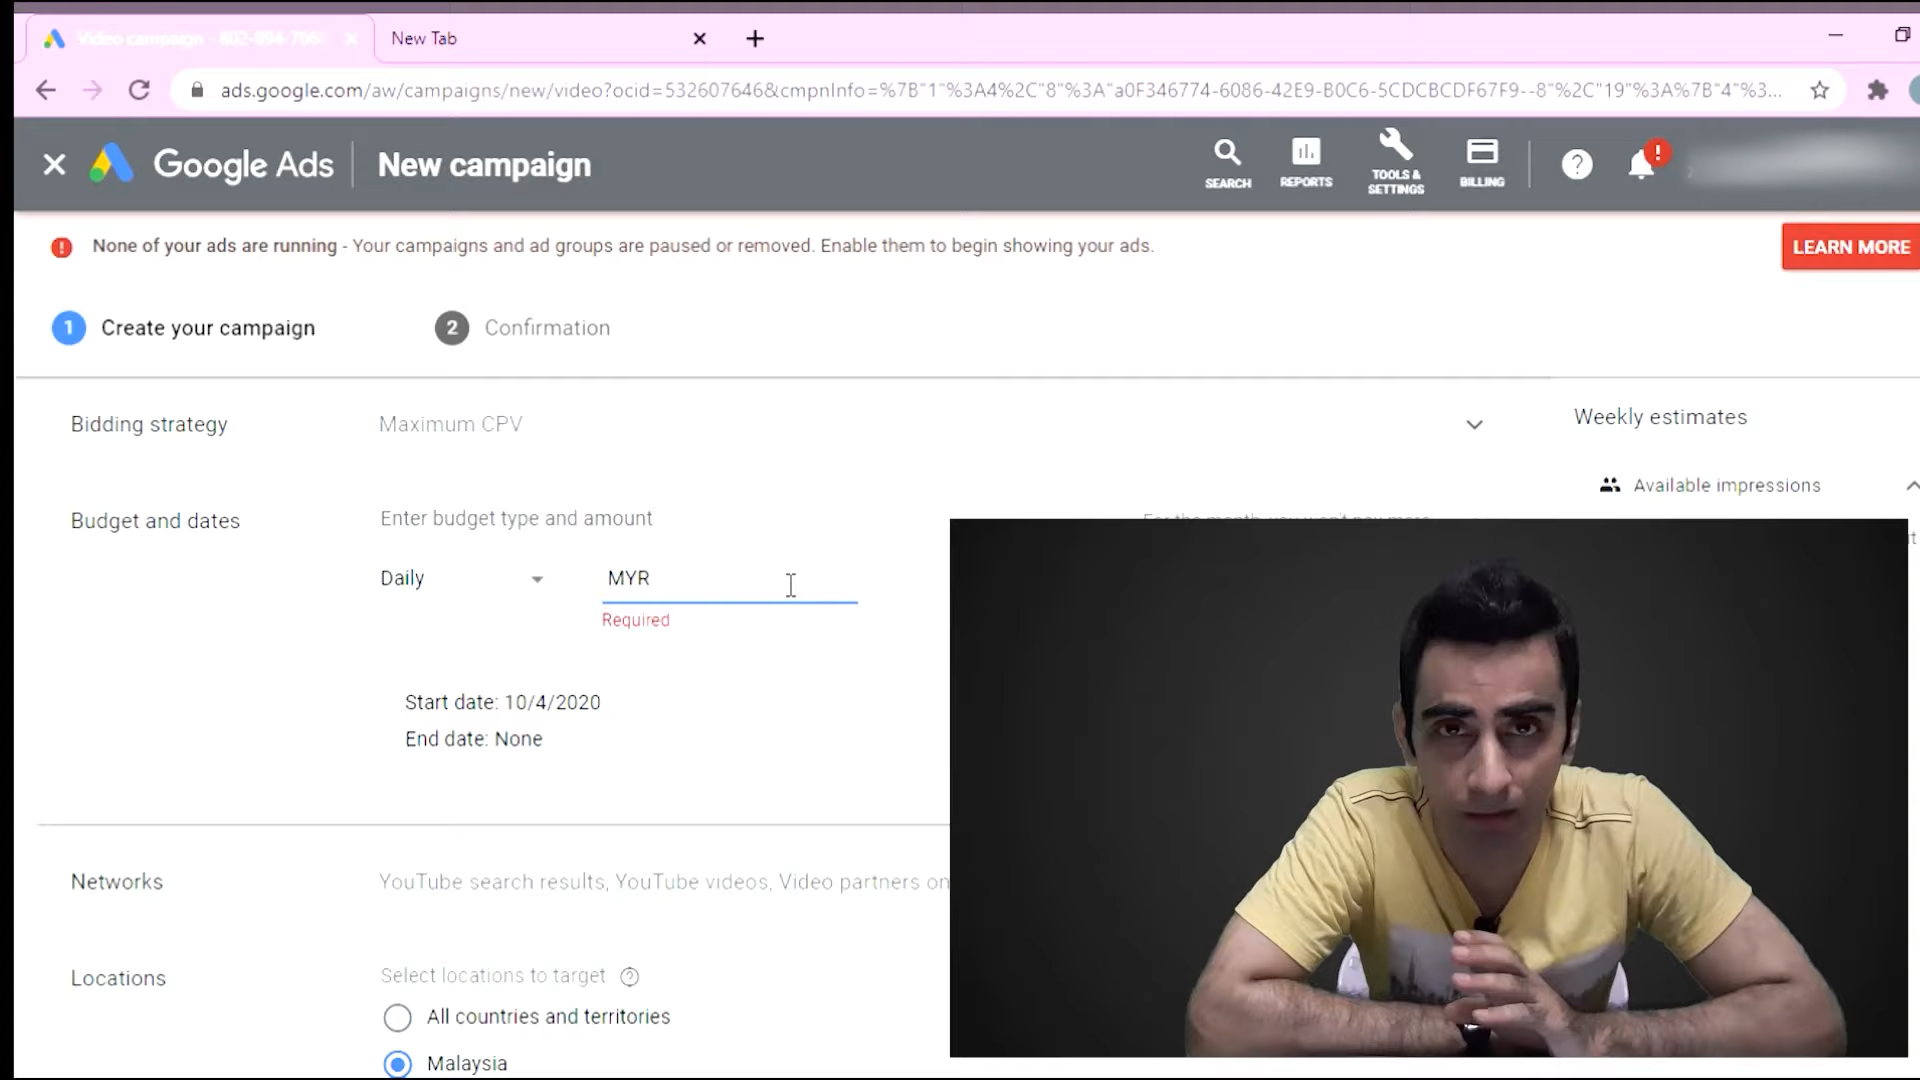 Video campaign - 802-894-766
New Tab
ads.google.com/aw/campaigns/new/video?ocid=532607646&cmpnInfo=%7B"1"%3A4%2C"8"%3A"a0F346774-6086-42E9-B0C6-5CDCBCDF67F9--8"%2C"19"%3A%7B"4"%3...
Google Ads New campaign
SEARCH REPORTS TOOLS & SETTINGS BILLING
None of your ads are running - Your campaigns and ad groups are paused or removed. Enable them to begin showing your ads.
LEARN MORE
1 Create your campaign 2 Confirmation
Bidding strategy Maximum CPV
Weekly estimates
Available impressions
Budget and dates Enter budget type and amount
Daily MYR
Required
Start date: 10/4/2020
End date: None
Networks YouTube search results, YouTube videos, Video partners on
Locations Select locations to target
All countries and territories
Malaysia